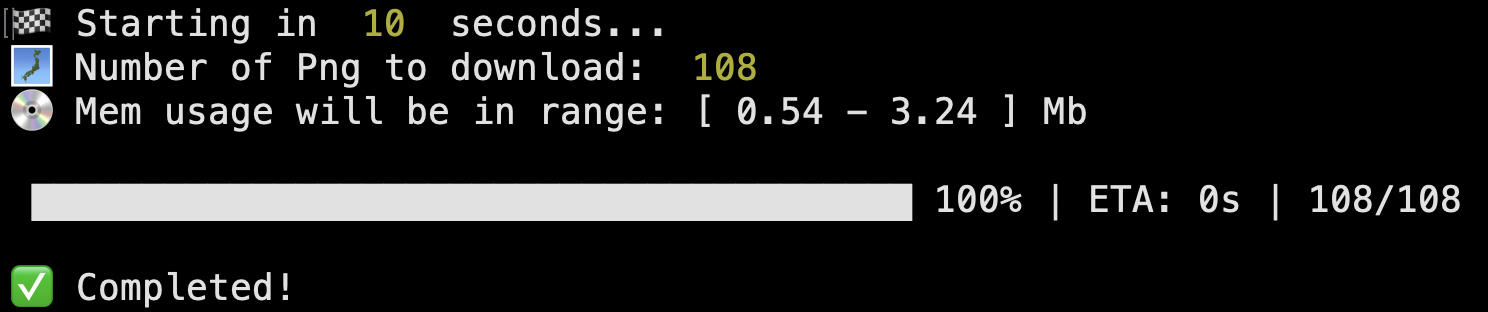 🏁 Starting in  10  seconds...
🗾 Number of Png to download:  108
💿 Mem usage will be in range: [ 0.54 - 3.24 ] Mb
100% | ETA: 0s | 108/108
✅ Completed!